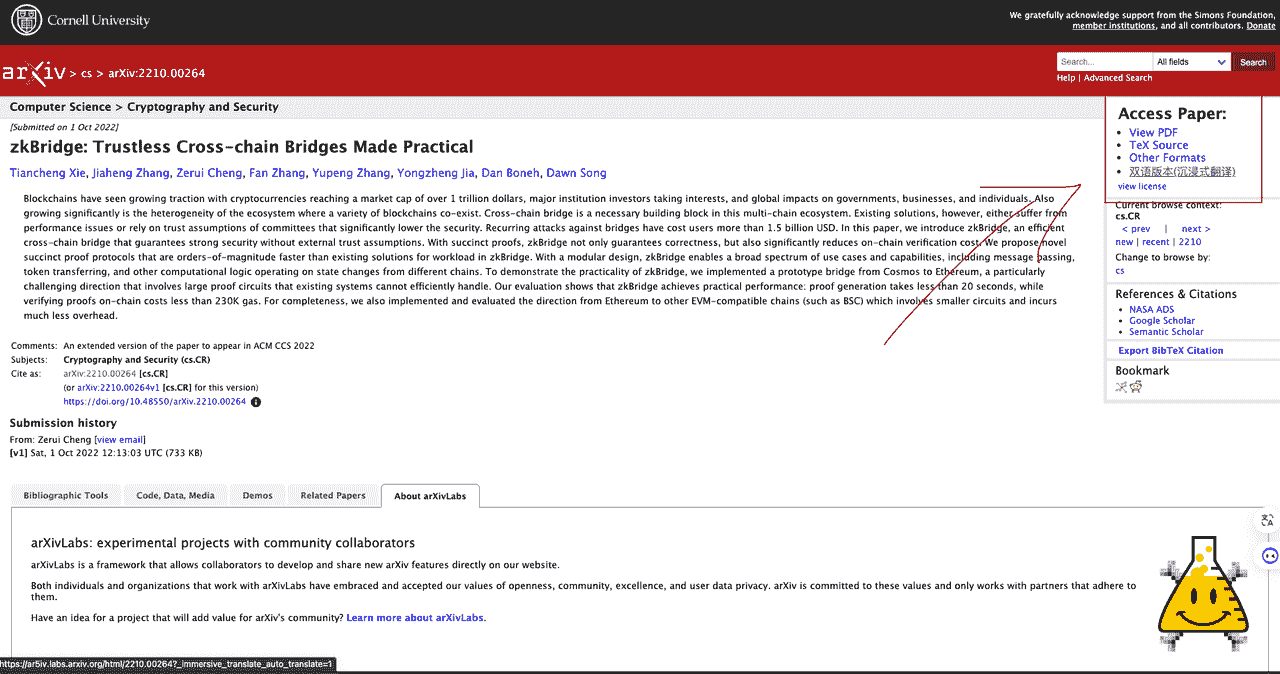 Cornell University
We gratefully acknowledge support from the Simons Foundation,
member institutions, and all contributors. Donate
arXiv > cs > arXiv:2210.00264
Search...
All fields
Search
Help | Advanced Search
Computer Science > Cryptography and Security
[Submitted on 1 Oct 2022]
zkBridge: Trustless Cross-chain Bridges Made Practical
Tiancheng Xie, Jiaheng Zhang, Zerui Cheng, Fan Zhang, Yupeng Zhang, Yongzheng Jia, Dan Boneh, Dawn Song
Blockchains have seen growing traction with cryptocurrencies reaching a market cap of over 1 trillion dollars, major institution investors taking interests, and global impacts on governments, businesses, and individuals. Also
growing significantly is the heterogeneity of the ecosystem where a variety of blockchains co-exist. Cross-chain bridge is a necessary building block in this multi-chain ecosystem. Existing solutions, however, either suffer from
performance issues or rely on trust assumptions of committees that significantly lower the security. Recurring attacks against bridges have cost users more than 1.5 billion USD. In this paper, we introduce zkBridge, an efficient
cross-chain bridge that guarantees strong security without external trust assumptions. With succinct proofs, zkBridge not only guarantees correctness, but also significantly reduces on-chain verification cost. We propose novel
succinct proof protocols that are orders-of-magnitude faster than existing solutions for workload in zkBridge. With a modular design, zkBridge enables a broad spectrum of use cases and capabilities, including message passing,
token transferring, and other computational logic operating on state changes from different chains. To demonstrate the practicality of zkBridge, we implemented a prototype bridge from Cosmos to Ethereum, a particularly
challenging direction that involves large proof circuits that existing systems cannot efficiently handle. Our evaluation shows that zkBridge achieves practical performance: proof generation takes less than 20 seconds, while
verifying proofs on-chain costs less than 230K gas. For completeness, we also implemented and evaluated the direction from Ethereum to other EVM-compatible chains (such as BSC) which involves smaller circuits and incurs
much less overhead.
Comments: An extended version of the paper to appear in ACM CCS 2022
Subjects: Cryptography and Security (cs.CR)
Cite as: arXiv:2210.00264 [cs.CR]
(or arXiv:2210.00264v1 [cs.CR] for this version)
https://doi.org/10.48550/arXiv.2210.00264
Submission history
From: Zerui Cheng [view email]
[v1] Sat, 1 Oct 2022 12:13:03 UTC (733 KB)
Access Paper:
View PDF
TeX Source
Other Formats
双语版本(沉浸式翻译)
view license
Current browse context:
cs.CR
< prev | next >
new | recent | 2210
Change to browse by:
cs
References & Citations
NASA ADS
Google Scholar
Semantic Scholar
Export BibTeX Citation
Bookmark
Bibliographic Tools
Code, Data, Media
Demos
Related Papers
About arXivLabs
arXivLabs: experimental projects with community collaborators
arXivLabs is a framework that allows collaborators to develop and share new arXiv features directly on our website.
Both individuals and organizations that work with arXivLabs have embraced and accepted our values of openness, community, excellence, and user data privacy. arXiv is committed to these values and only works with partners that adhere to
them.
Have an idea for a project that will add value for arXiv's community? Learn more about arXivLabs.
https://ar5iv.labs.arxiv.org/html/2210.00264?_immersive_translate_auto_translate=1